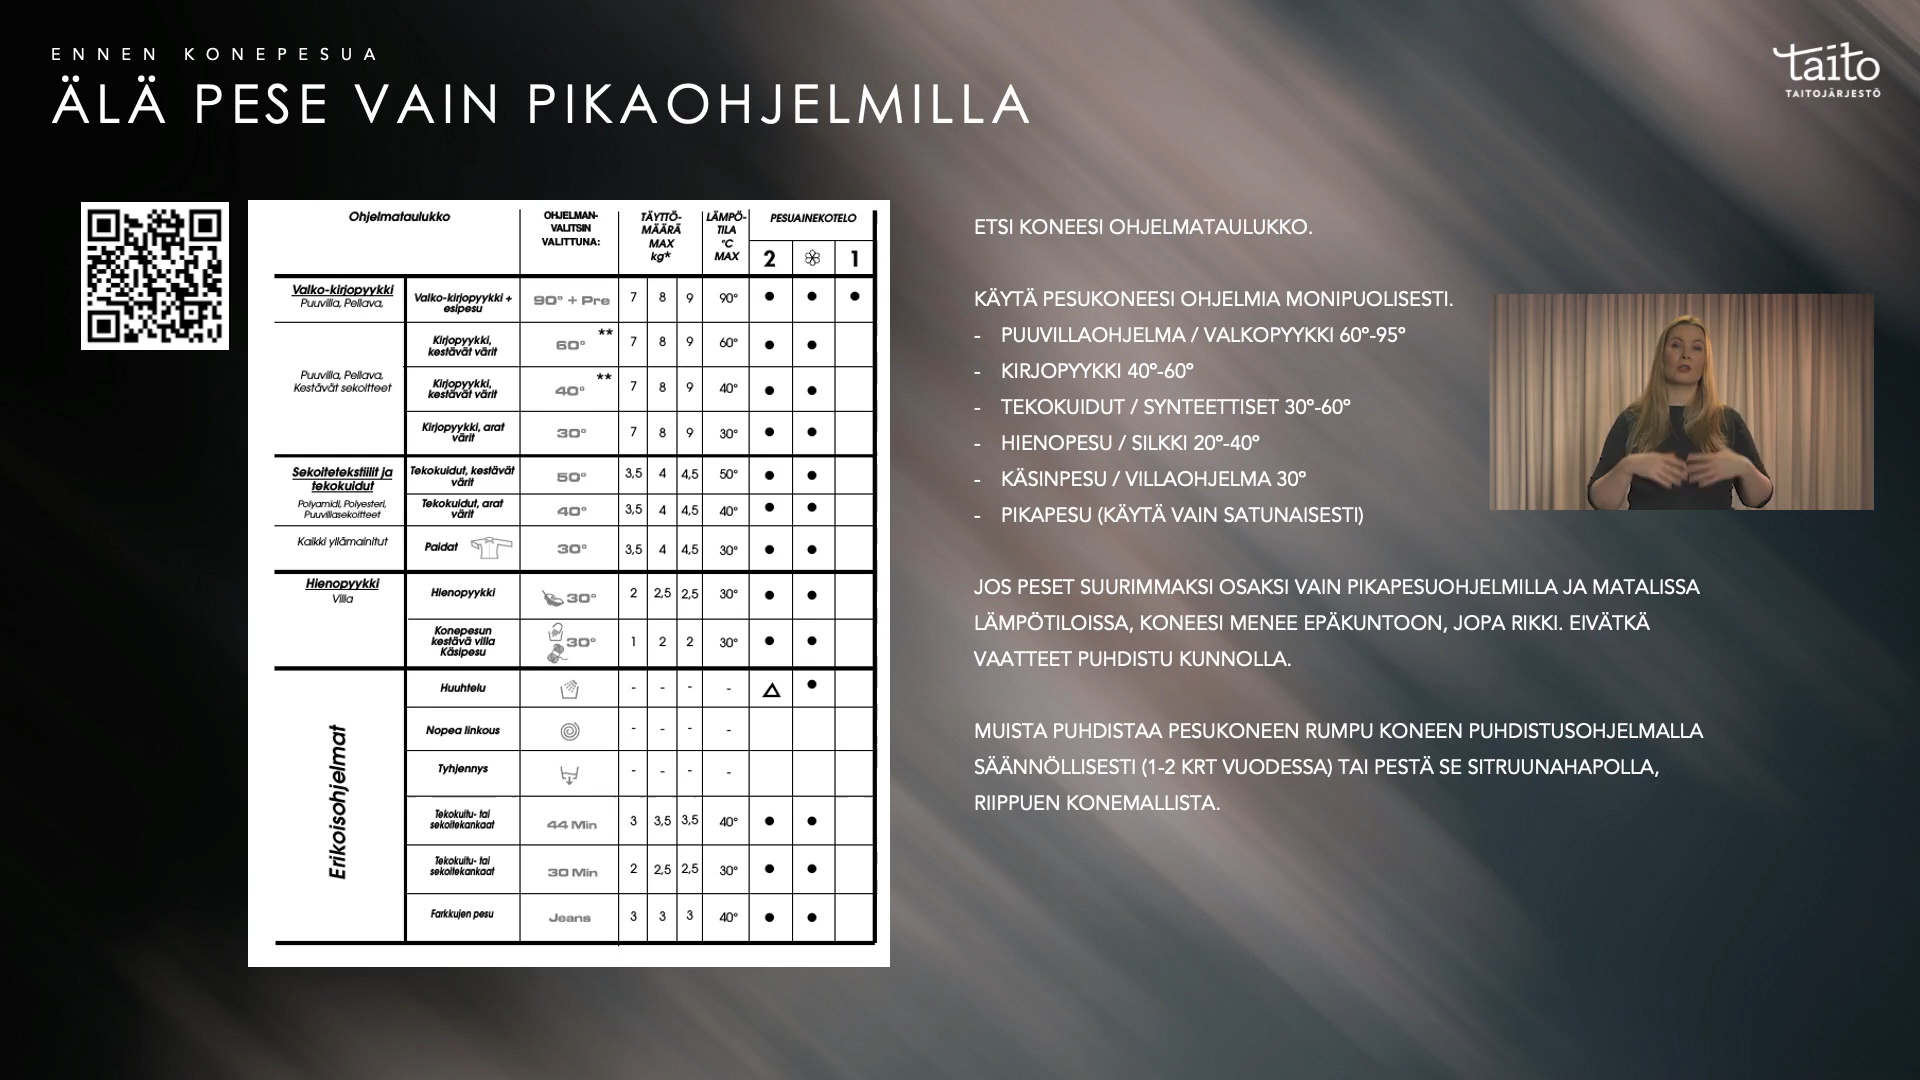 ENNEN KONEPESUA
ÄLÄ PESE VAIN PIKAOHJELMILLA
taito
TAITOJÄRJESTÖ
Ohjelmataulukko
OHJELMAN-
VALITSIN
VALITTUNA:
TÄYTTÖ-
MÄÄRÄ
MAX
kg*
LÄMPÖ-
TILA
°C
MAX
PESUAINEKOTELO
2 1
Valko-kirjopyykki
Puuvilla, Pellava,
Valko-kirjopyykki +
esipesu
90° + Pre 7 8 9 90° ● ● ●
Puuvilla, Pellava,
Kestävät sekoitteet
Kirjopyykki,
kestävät värit
60° ** 7 8 9 60° ● ●
Kirjopyykki,
kestävät värit
40° ** 7 8 9 40° ● ●
Kirjopyykki, arat
värit
30° 7 8 9 30° ● ●
Sekoitetekstiilit ja
tekokuidut
Polyamidi, Polyesteri,
Puuvillasekoitteet
Tekokuidut, kestävät
värit
50° 3,5 4 4,5 50° ● ●
Tekokuidut, arat
värit
40° 3,5 4 4,5 40° ● ●
Kaikki yllämainitut
Paidat 30° 3,5 4 4,5 30° ● ●
Hienopyykki
Villa
Hienopyykki 30° 2 2,5 2,5 30° ● ●
Konepesun
kestävä villa
Käsipesu
30° 1 2 2 30° ● ●
Erikoisohjelmat
Huuhtelu - - - - △ ●
Nopea linkous - - - -
Tyhjennys - - - -
Tekokuitu- tai
sekoitekankaat
44 Min 3 3,5 3,5 40° ● ●
Tekokuitu- tai
sekoitekankaat
30 Min 2 2,5 2,5 30° ● ●
Farkkujen pesu Jeans 3 3 3 40° ● ●
ETSI KONEESI OHJELMATAULUKKO.
KÄYTÄ PESUKONEESI OHJELMIA MONIPUOLISESTI.
- PUUVILLAOHJELMA / VALKOPYYKKI 60°-95°
- KIRJOPYYKKI 40°-60°
- TEKOKUIDUT / SYNTEETTISET 30°-60°
- HIENOPESU / SILKKI 20°-40°
- KÄSINPESU / VILLAOHJELMA 30°
- PIKAPESU (KÄYTÄ VAIN SATUNAISESTI)
JOS PESET SUURIMMAKSI OSAKSI VAIN PIKAPESUOHJELMILLA JA MATALISSA
LÄMPÖTILOISSA, KONEESI MENEE EPÄKUNTOON, JOPA RIKKI. EIVÄTKÄ
VAATTEET PUHDISTU KUNNOLLA.
MUISTA PUHDISTAA PESUKONEEN RUMPU KONEEN PUHDISTUSOHJELMALLA
SÄÄNNÖLLISESTI (1-2 KRT VUODESSA) TAI PESTÄ SE SITRUUNAHAPOLLA,
RIIPPUEN KONEMALLISTA.